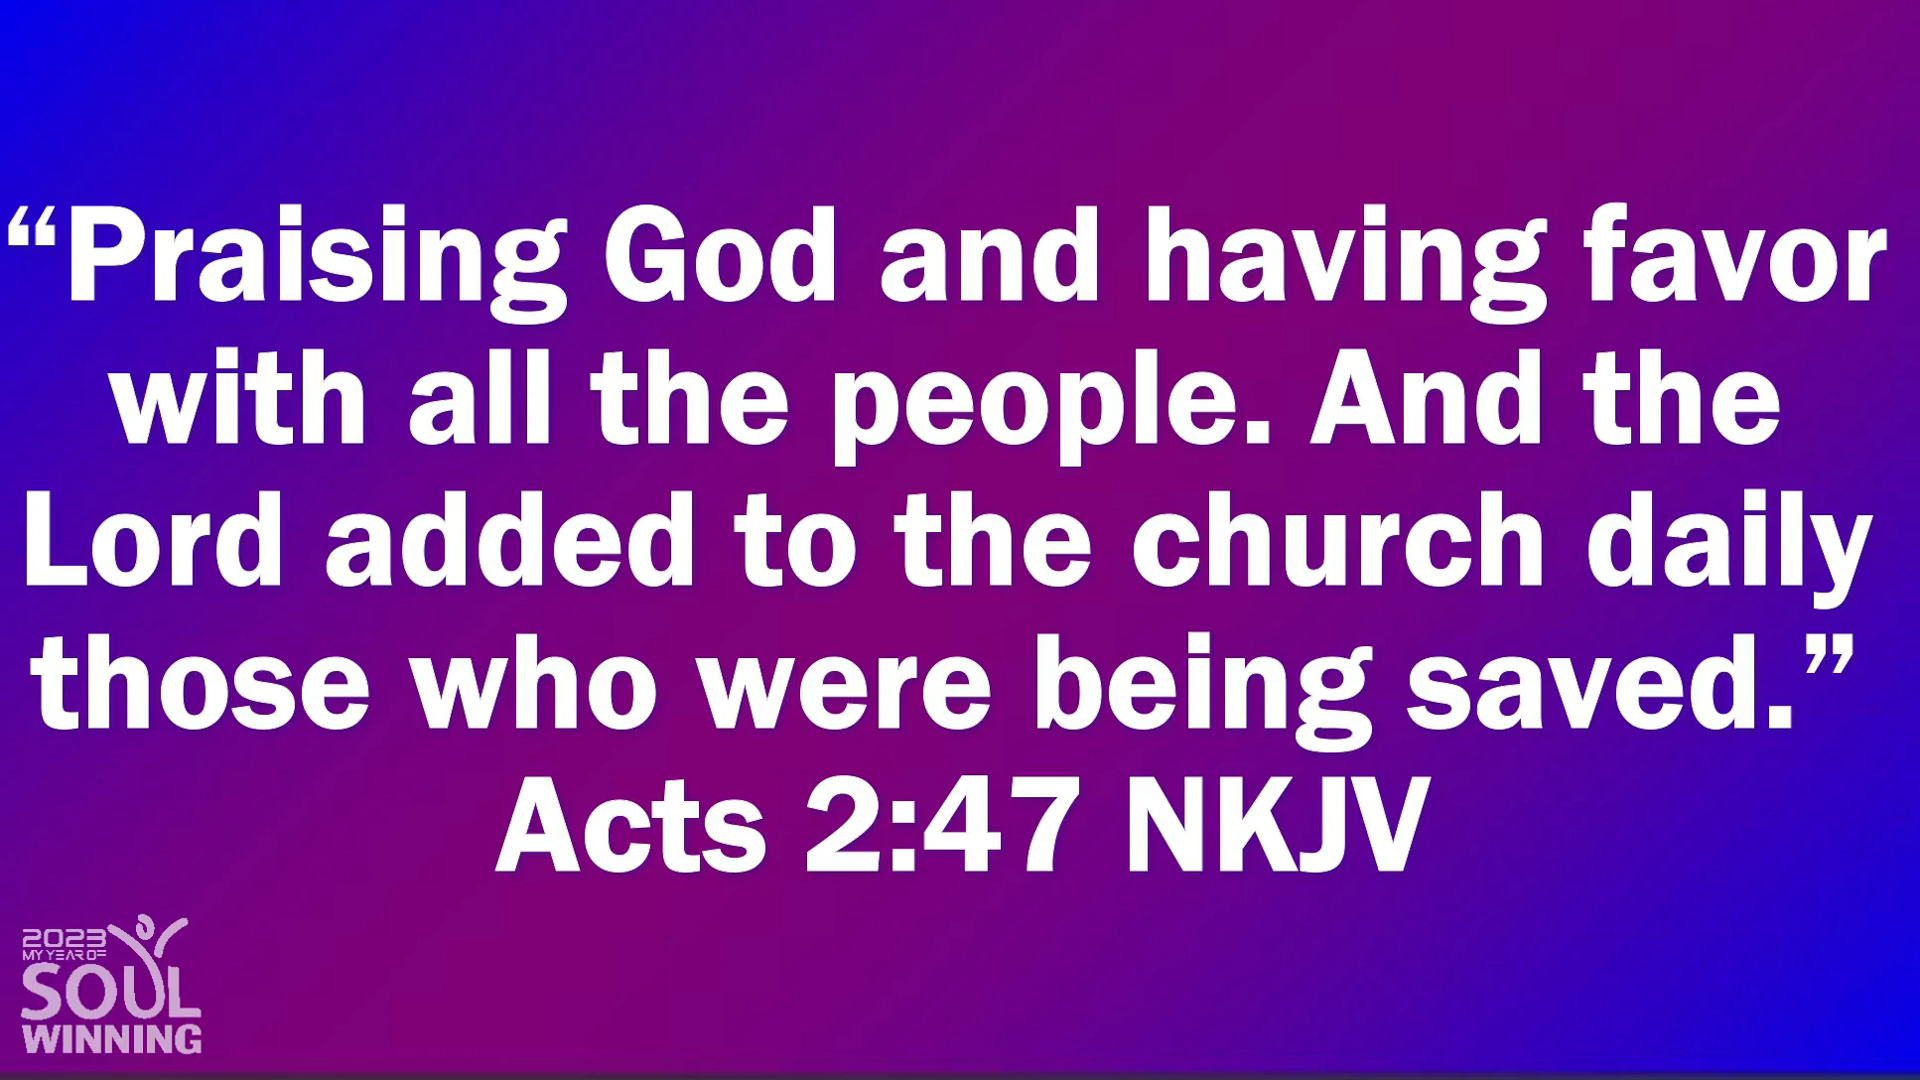 “Praising God and having favor
with all the people. And the
Lord added to the church daily
those who were being saved.”
Acts 2:47 NKJV
2023
MY YEAR OF
SOUL
WINNING